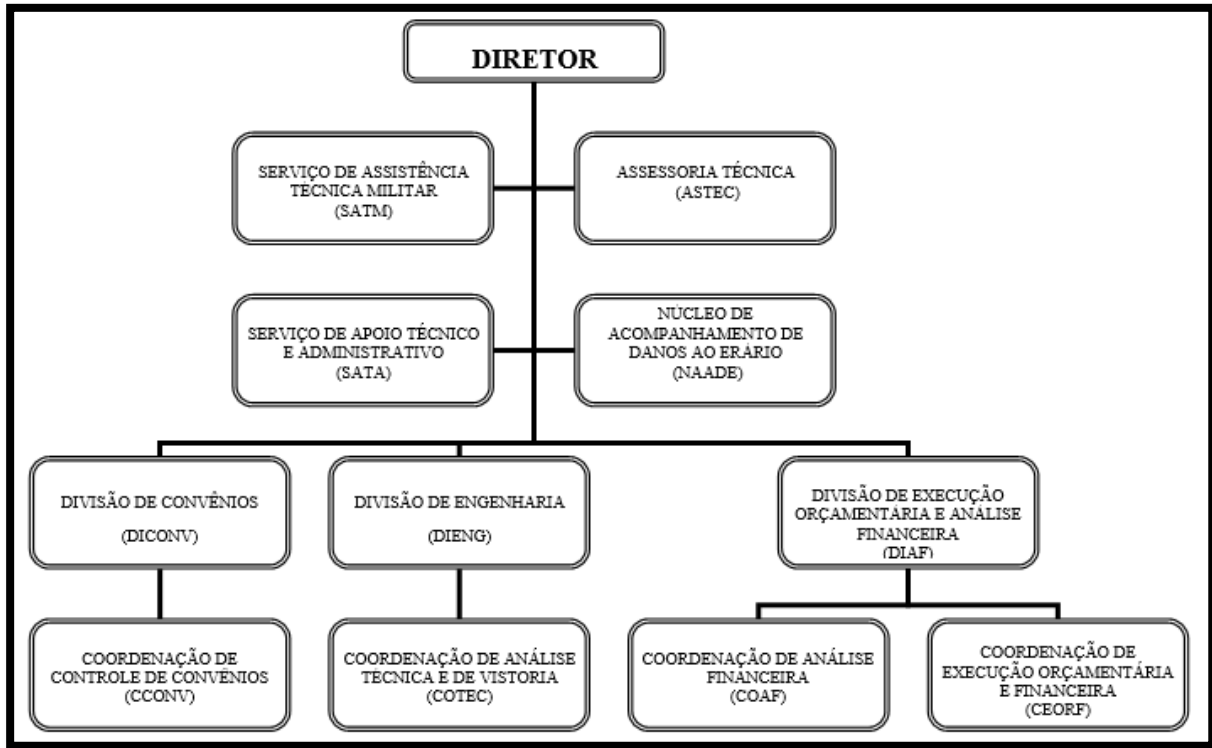 DIRETOR
SERVIÇO DE ASSISTÊNCIA
TÉCNICA MILITAR
(SATM)
ASSESSORIA TÉCNICA
(ASTEC)
SERVIÇO DE APOIO TÉCNICO
E ADMINISTRATIVO
(SATA)
NÚCLEO DE
ACOMPANHAMENTO DE
DANOS AO ERÁRIO
(NAADE)
DIVISÃO DE CONVÊNIOS
(DICONV)
DIVISÃO DE ENGENHARIA
(DIENG)
DIVISÃO DE EXECUÇÃO
ORÇAMENTÁRIA E ANÁLISE
FINANCEIRA
(DIAF)
COORDENAÇÃO DE
CONTROLE DE CONVÊNIOS
(CCONV)
COORDENAÇÃO DE ANÁLISE
TÉCNICA E DE VISTORIA
(COTEC)
COORDENAÇÃO DE ANÁLISE
FINANCEIRA
(COAF)
COORDENAÇÃO DE
EXECUÇÃO ORÇAMENTÁRIA
E FINANCEIRA
(CEORF)